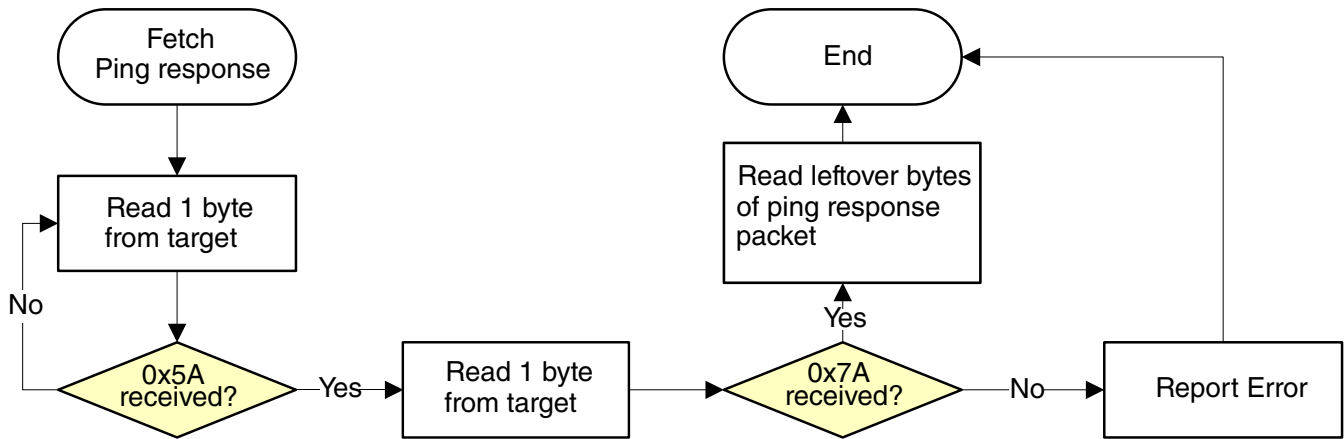 Fetch
Ping response
End
Read 1 byte
from target
Read leftover bytes
of ping response
packet
No
Yes
0x5A
received?
Yes
Read 1 byte
from target
0x7A
received?
No
Report Error